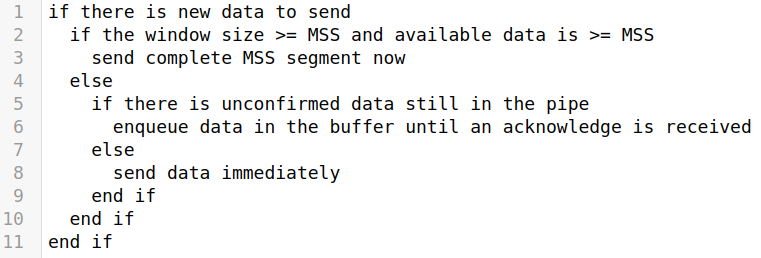 1 if there is new data to send
2   if the window size >= MSS and available data is >= MSS
3     send complete MSS segment now
4   else
5     if there is unconfirmed data still in the pipe
6       enqueue data in the buffer until an acknowledge is received
7     else
8       send data immediately
9     end if
10   end if
11 end if